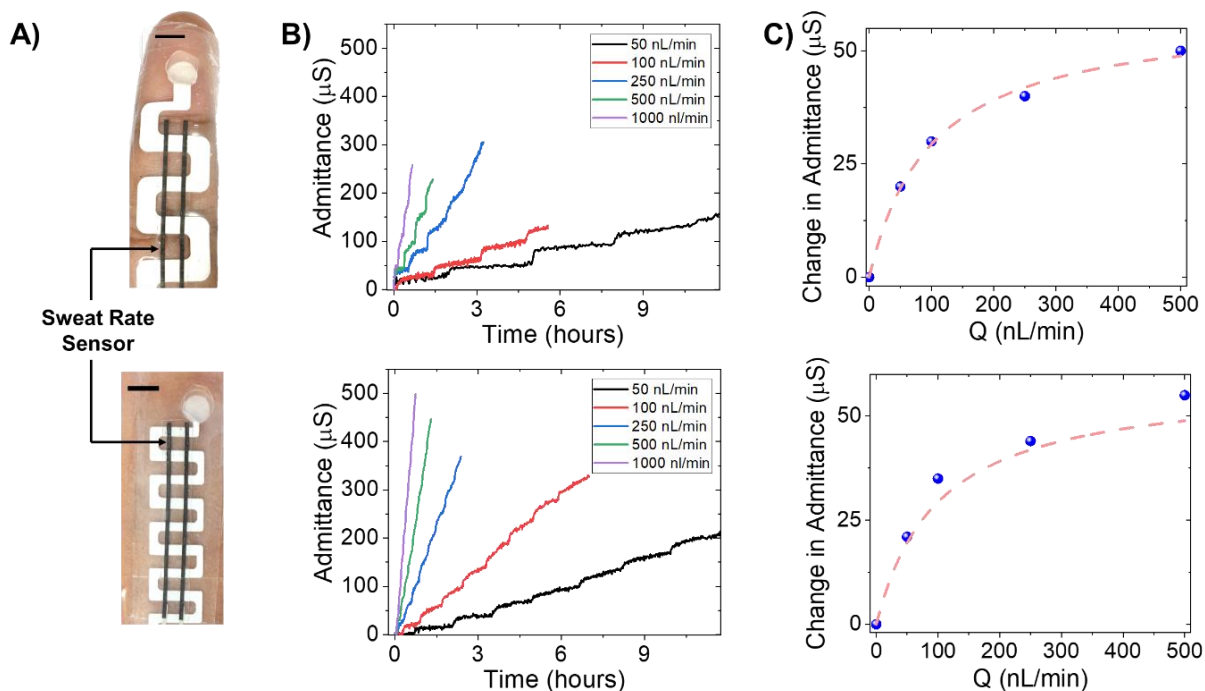 A)
Sweat Rate
Sensor
B)
Admittance (μS)
500
400
300
200
100
0
50 nL/min
100 nL/min
250 nL/min
500 nL/min
1000 nl/min
0
3
6
9
Time (hours)
Admittance (μS)
500
400
300
200
100
0
50 nL/min
100 nL/min
250 nL/min
500 nL/min
1000 nl/min
0
3
6
9
Time (hours)
C)
Change in Admittance (μS)
50
25
0
0
100
200
300
400
500
Q (nL/min)
Change in Admittance (μS)
50
25
0
0
100
200
300
400
500
Q (nL/min)